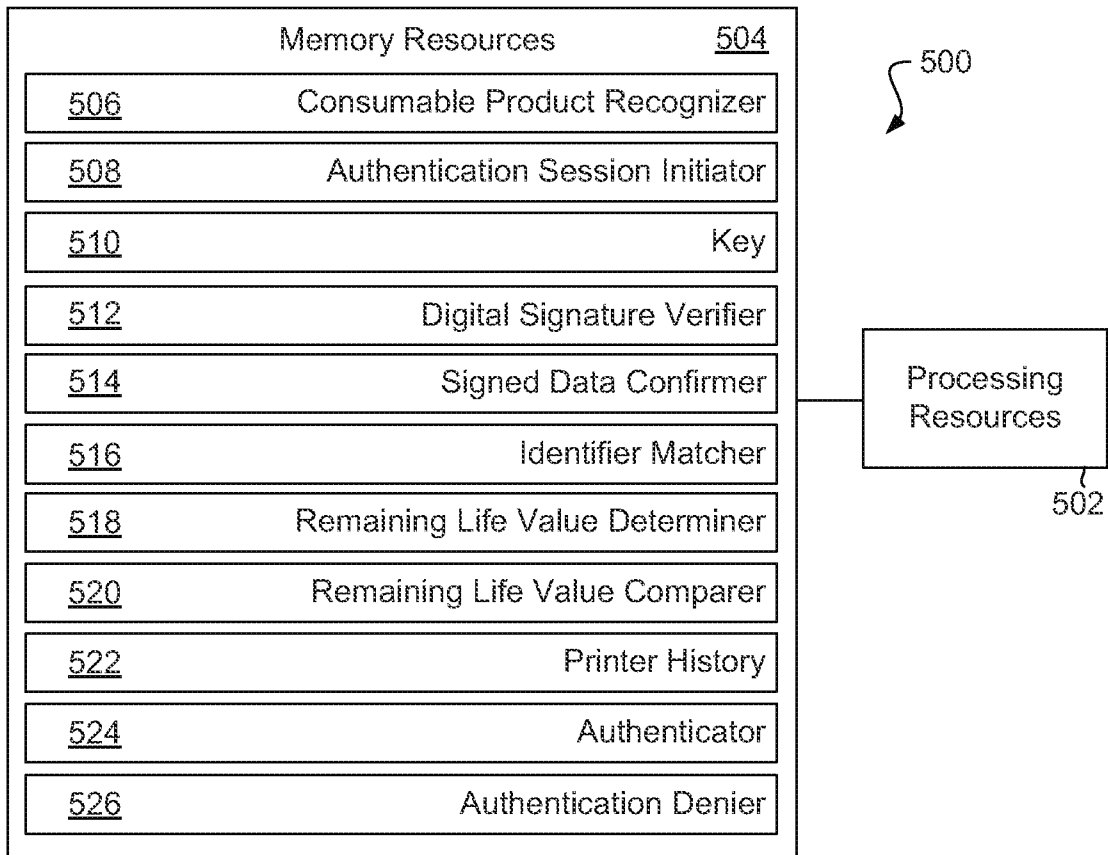 Memory Resources 504
500
506 Consumable Product Recognizer
508 Authentication Session Initiator
510 Key
512 Digital Signature Verifier
514 Signed Data Confirmer
516 Identifier Matcher
518 Remaining Life Value Determiner
520 Remaining Life Value Comparer
522 Printer History
524 Authenticator
526 Authentication Denier
Processing
Resources
502